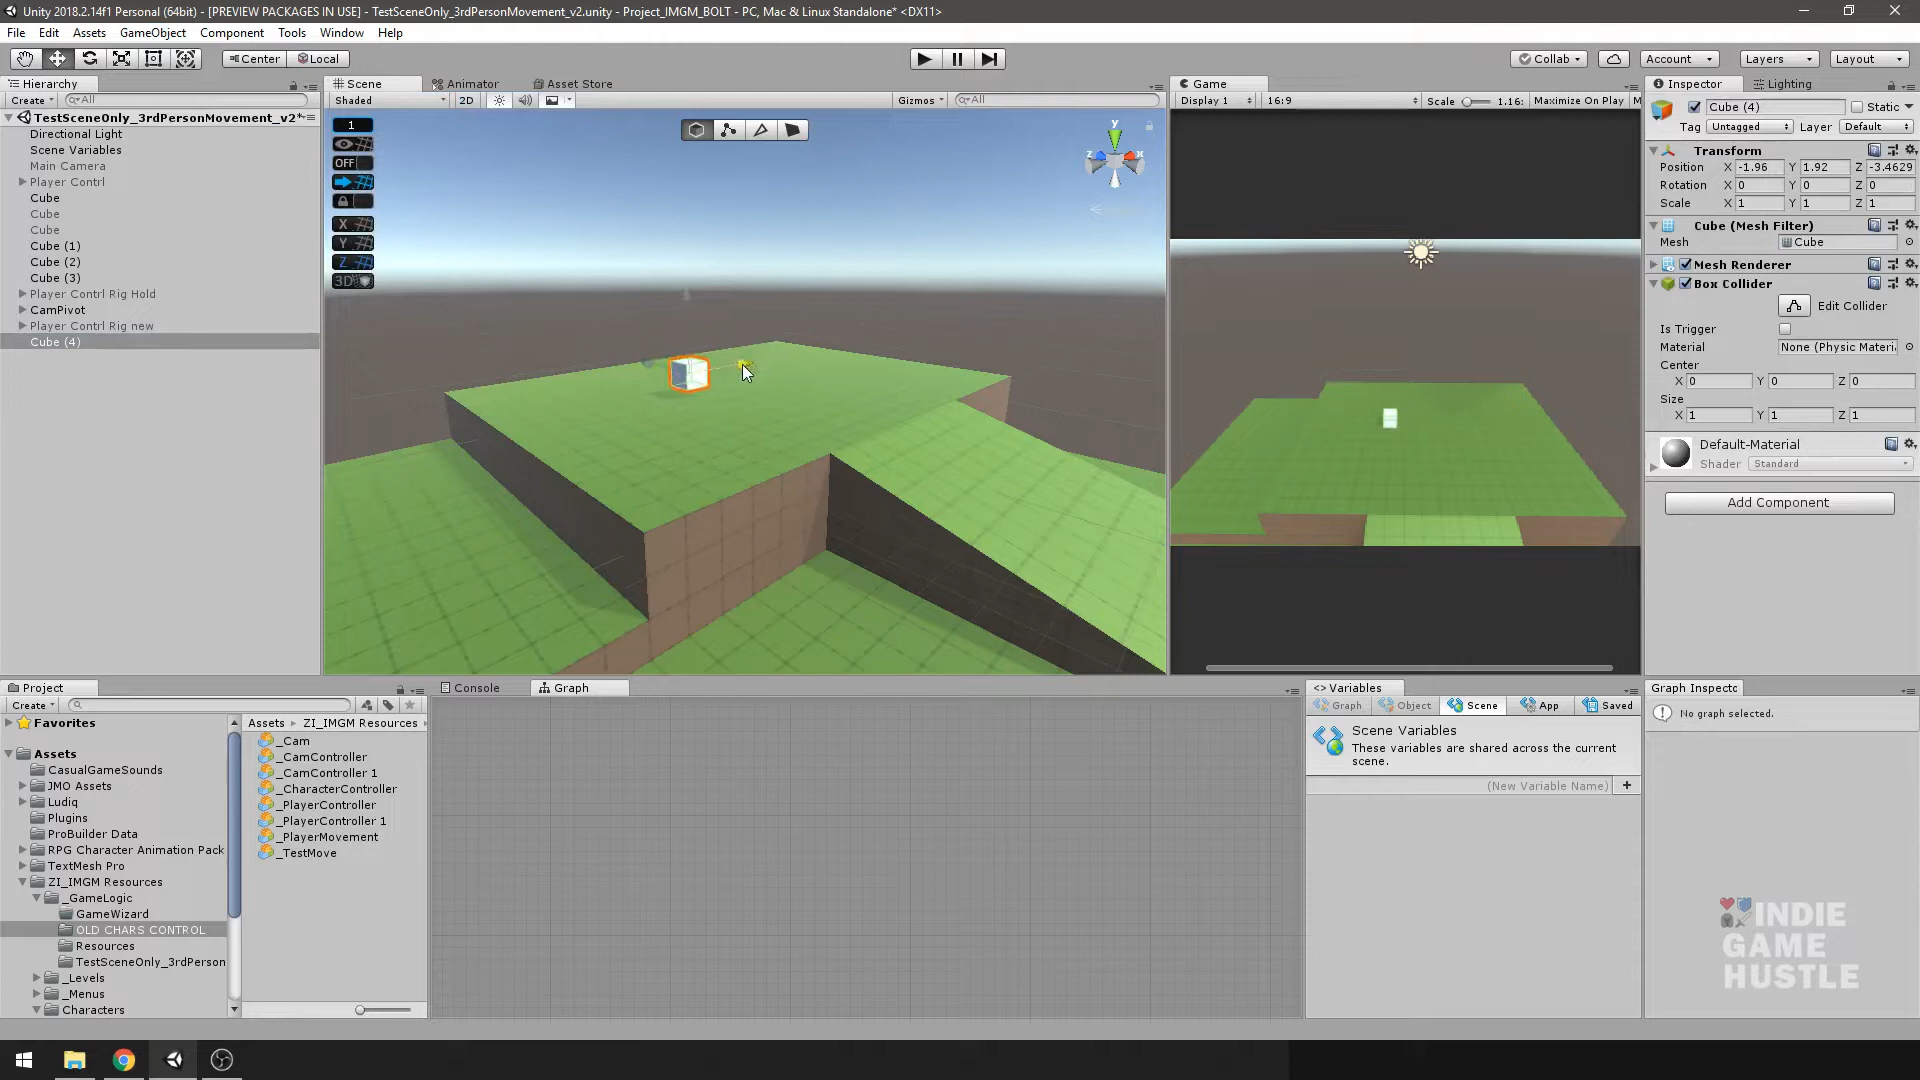 Unity 2018.2.14f1 Personal (64bit) - [PREVIEW PACKAGES IN USE] - TestSceneOnly_3rdPersonMovement_v2.unity - Project_IMGM_BOLT - PC, Mac & Linux Standalone* <DX11>
File Edit Assets GameObject Component Tools Window Help
Center Local Collab Account Layers Layout
Hierarchy
Create All
TestSceneOnly_3rdPersonMovement_v2*
Directional Light
Scene Variables
Main Camera
Player Contrl
Cube
Cube
Cube
Cube (1)
Cube (2)
Cube (3)
Player Contrl Rig Hold
CamPivot
Player Contrl Rig new
Cube (4)
Scene Animator Asset Store
Shaded 2D Gizmos All
1
OFF
X
Y
Z
3D
y
z x
Game
Display 1 16:9 Scale 1.16: Maximize On Play M
Inspector Lighting
Cube (4) Static
Tag Untagged Layer Default
Transform
Position X -1.96 Y 1.92 Z -3.4629
Rotation X 0 Y 0 Z 0
Scale X 1 Y 1 Z 1
Cube (Mesh Filter)
Mesh Cube
Mesh Renderer
Box Collider
Edit Collider
Is Trigger
Material None (Physic Materi
Center
X 0 Y 0 Z 0
Size
X 1 Y 1 Z 1
Default-Material
Shader Standard
Add Component
Project
Create
Favorites
Assets
CasualGameSounds
JMO Assets
Ludiq
Plugins
ProBuilder Data
RPG Character Animation Pack
TextMesh Pro
ZI_IMGM Resources
_GameLogic
GameWizard
OLD CHARS CONTROL
Resources
TestSceneOnly_3rdPerson
_Levels
_Menus
Characters
Assets ZI_IMGM Resources
_Cam
_CamController
_CamController 1
_CharacterController
_PlayerController
_PlayerController 1
_PlayerMovement
_TestMove
Console Graph
<> Variables
Graph Object Scene App Saved
Scene Variables
These variables are shared across the current
scene.
(New Variable Name) +
Graph Inspecto
No graph selected.
INDIE
GAME
HUSTLE